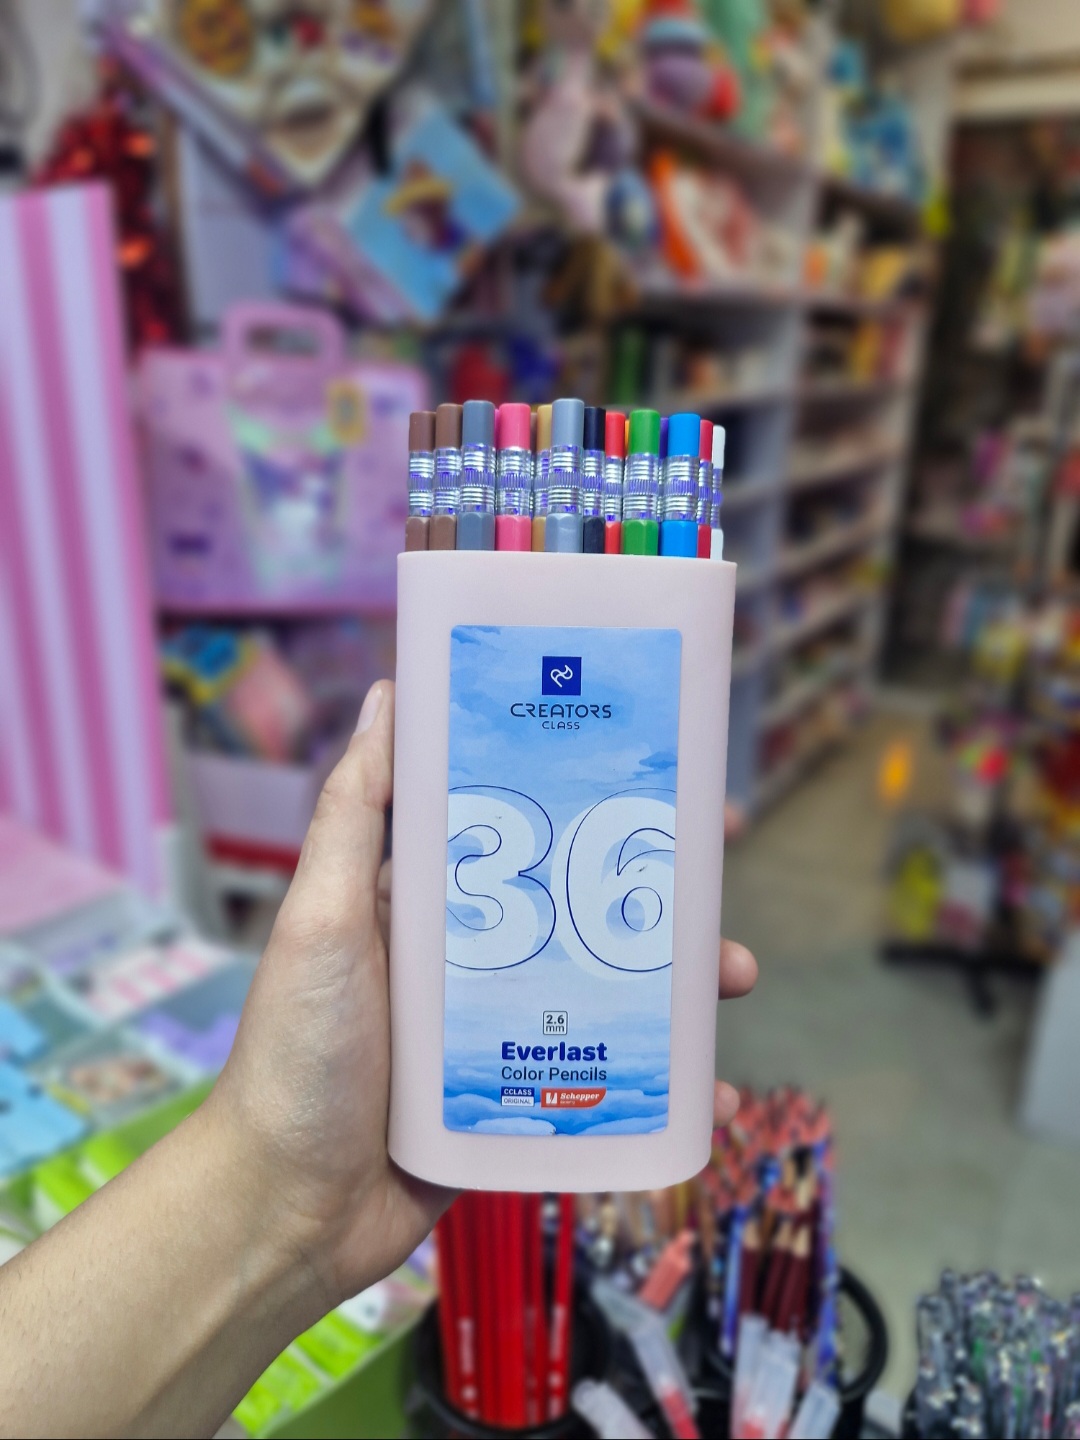 CREATORS
CLASS
36
2.6
mm
Everlast
Color Pencils
CCLASS
ORIGINAL
Schepper